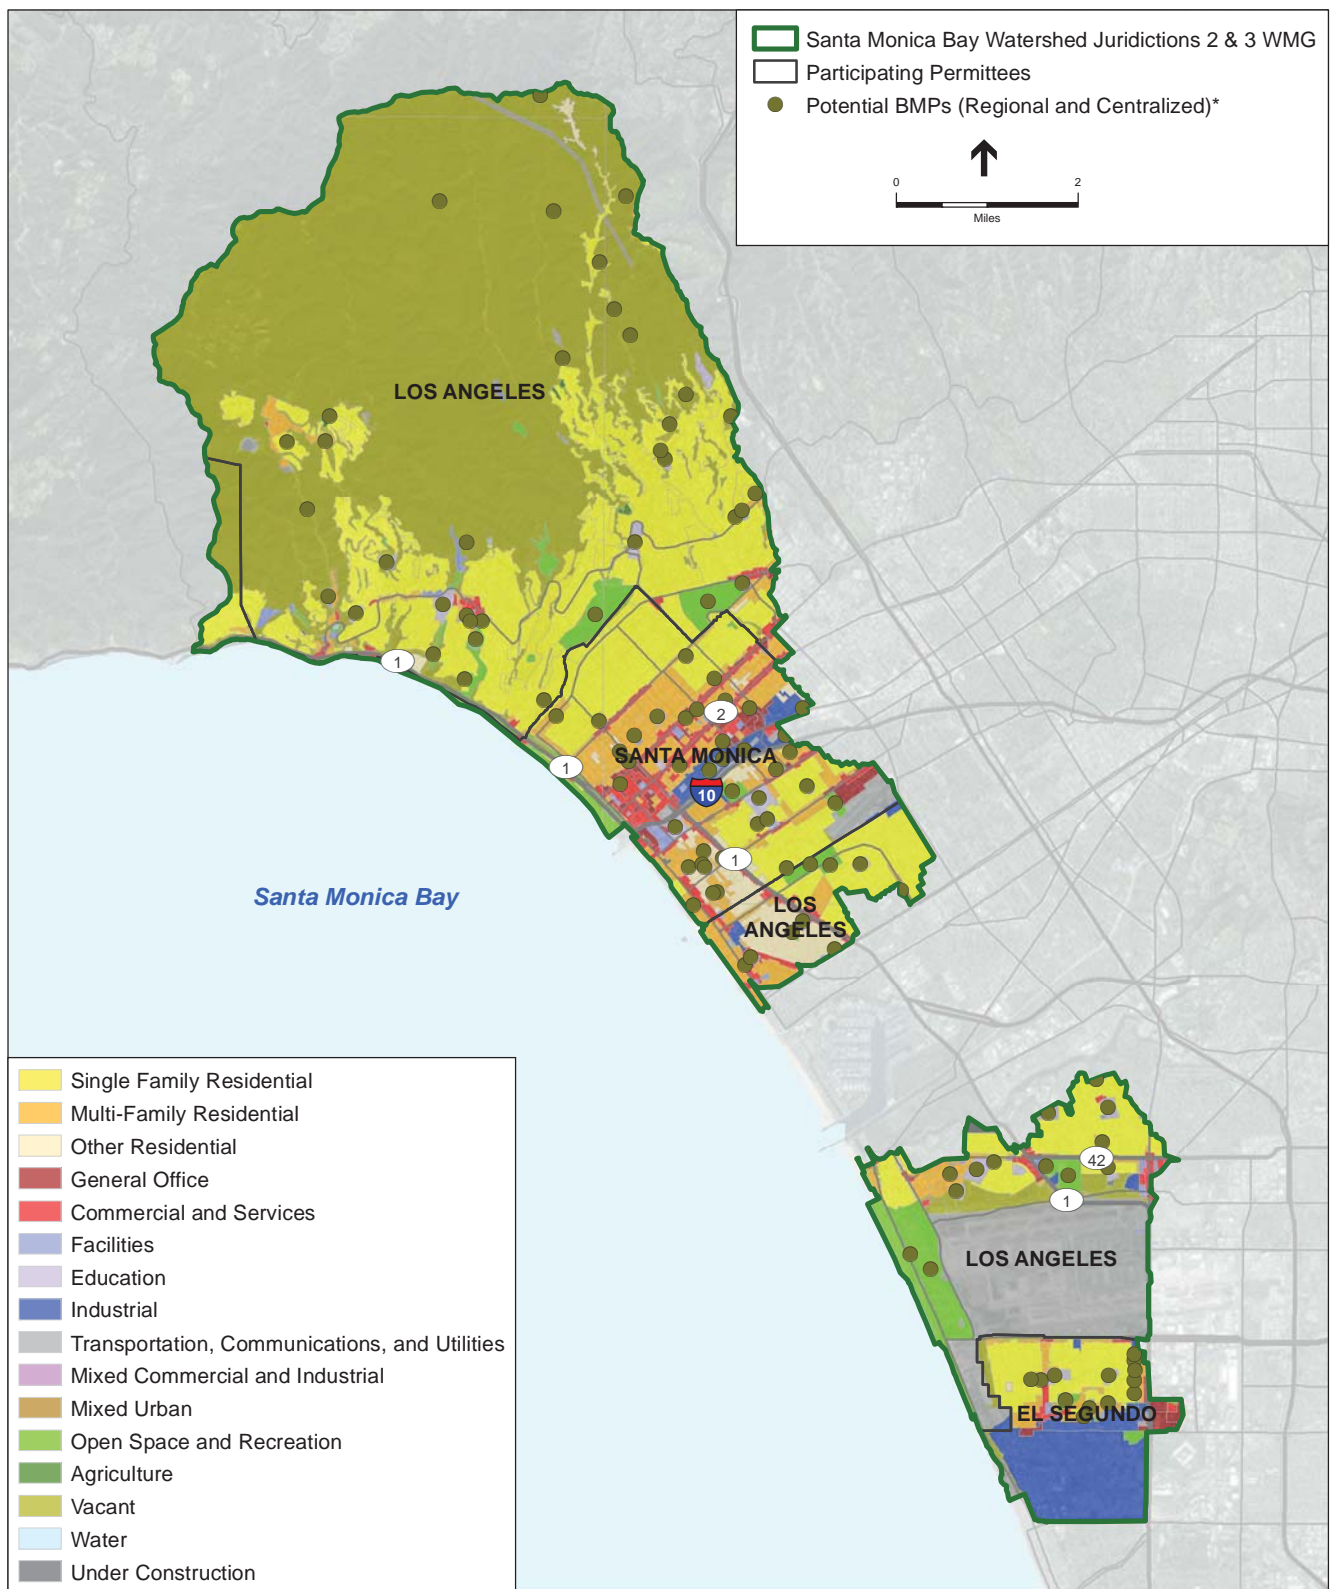 Santa Monica Bay Watershed Juridictions 2 & 3 WMG
Participating Permittees
Potential BMPs (Regional and Centralized)*
0 2
Miles
LOS ANGELES
1
2
SANTA MONICA
1
10
1
Santa Monica Bay
LOS
ANGELES
42
1
LOS ANGELES
EL SEGUNDO
Single Family Residential
Multi-Family Residential
Other Residential
General Office
Commercial and Services
Facilities
Education
Industrial
Transportation, Communications, and Utilities
Mixed Commercial and Industrial
Mixed Urban
Open Space and Recreation
Agriculture
Vacant
Water
Under Construction